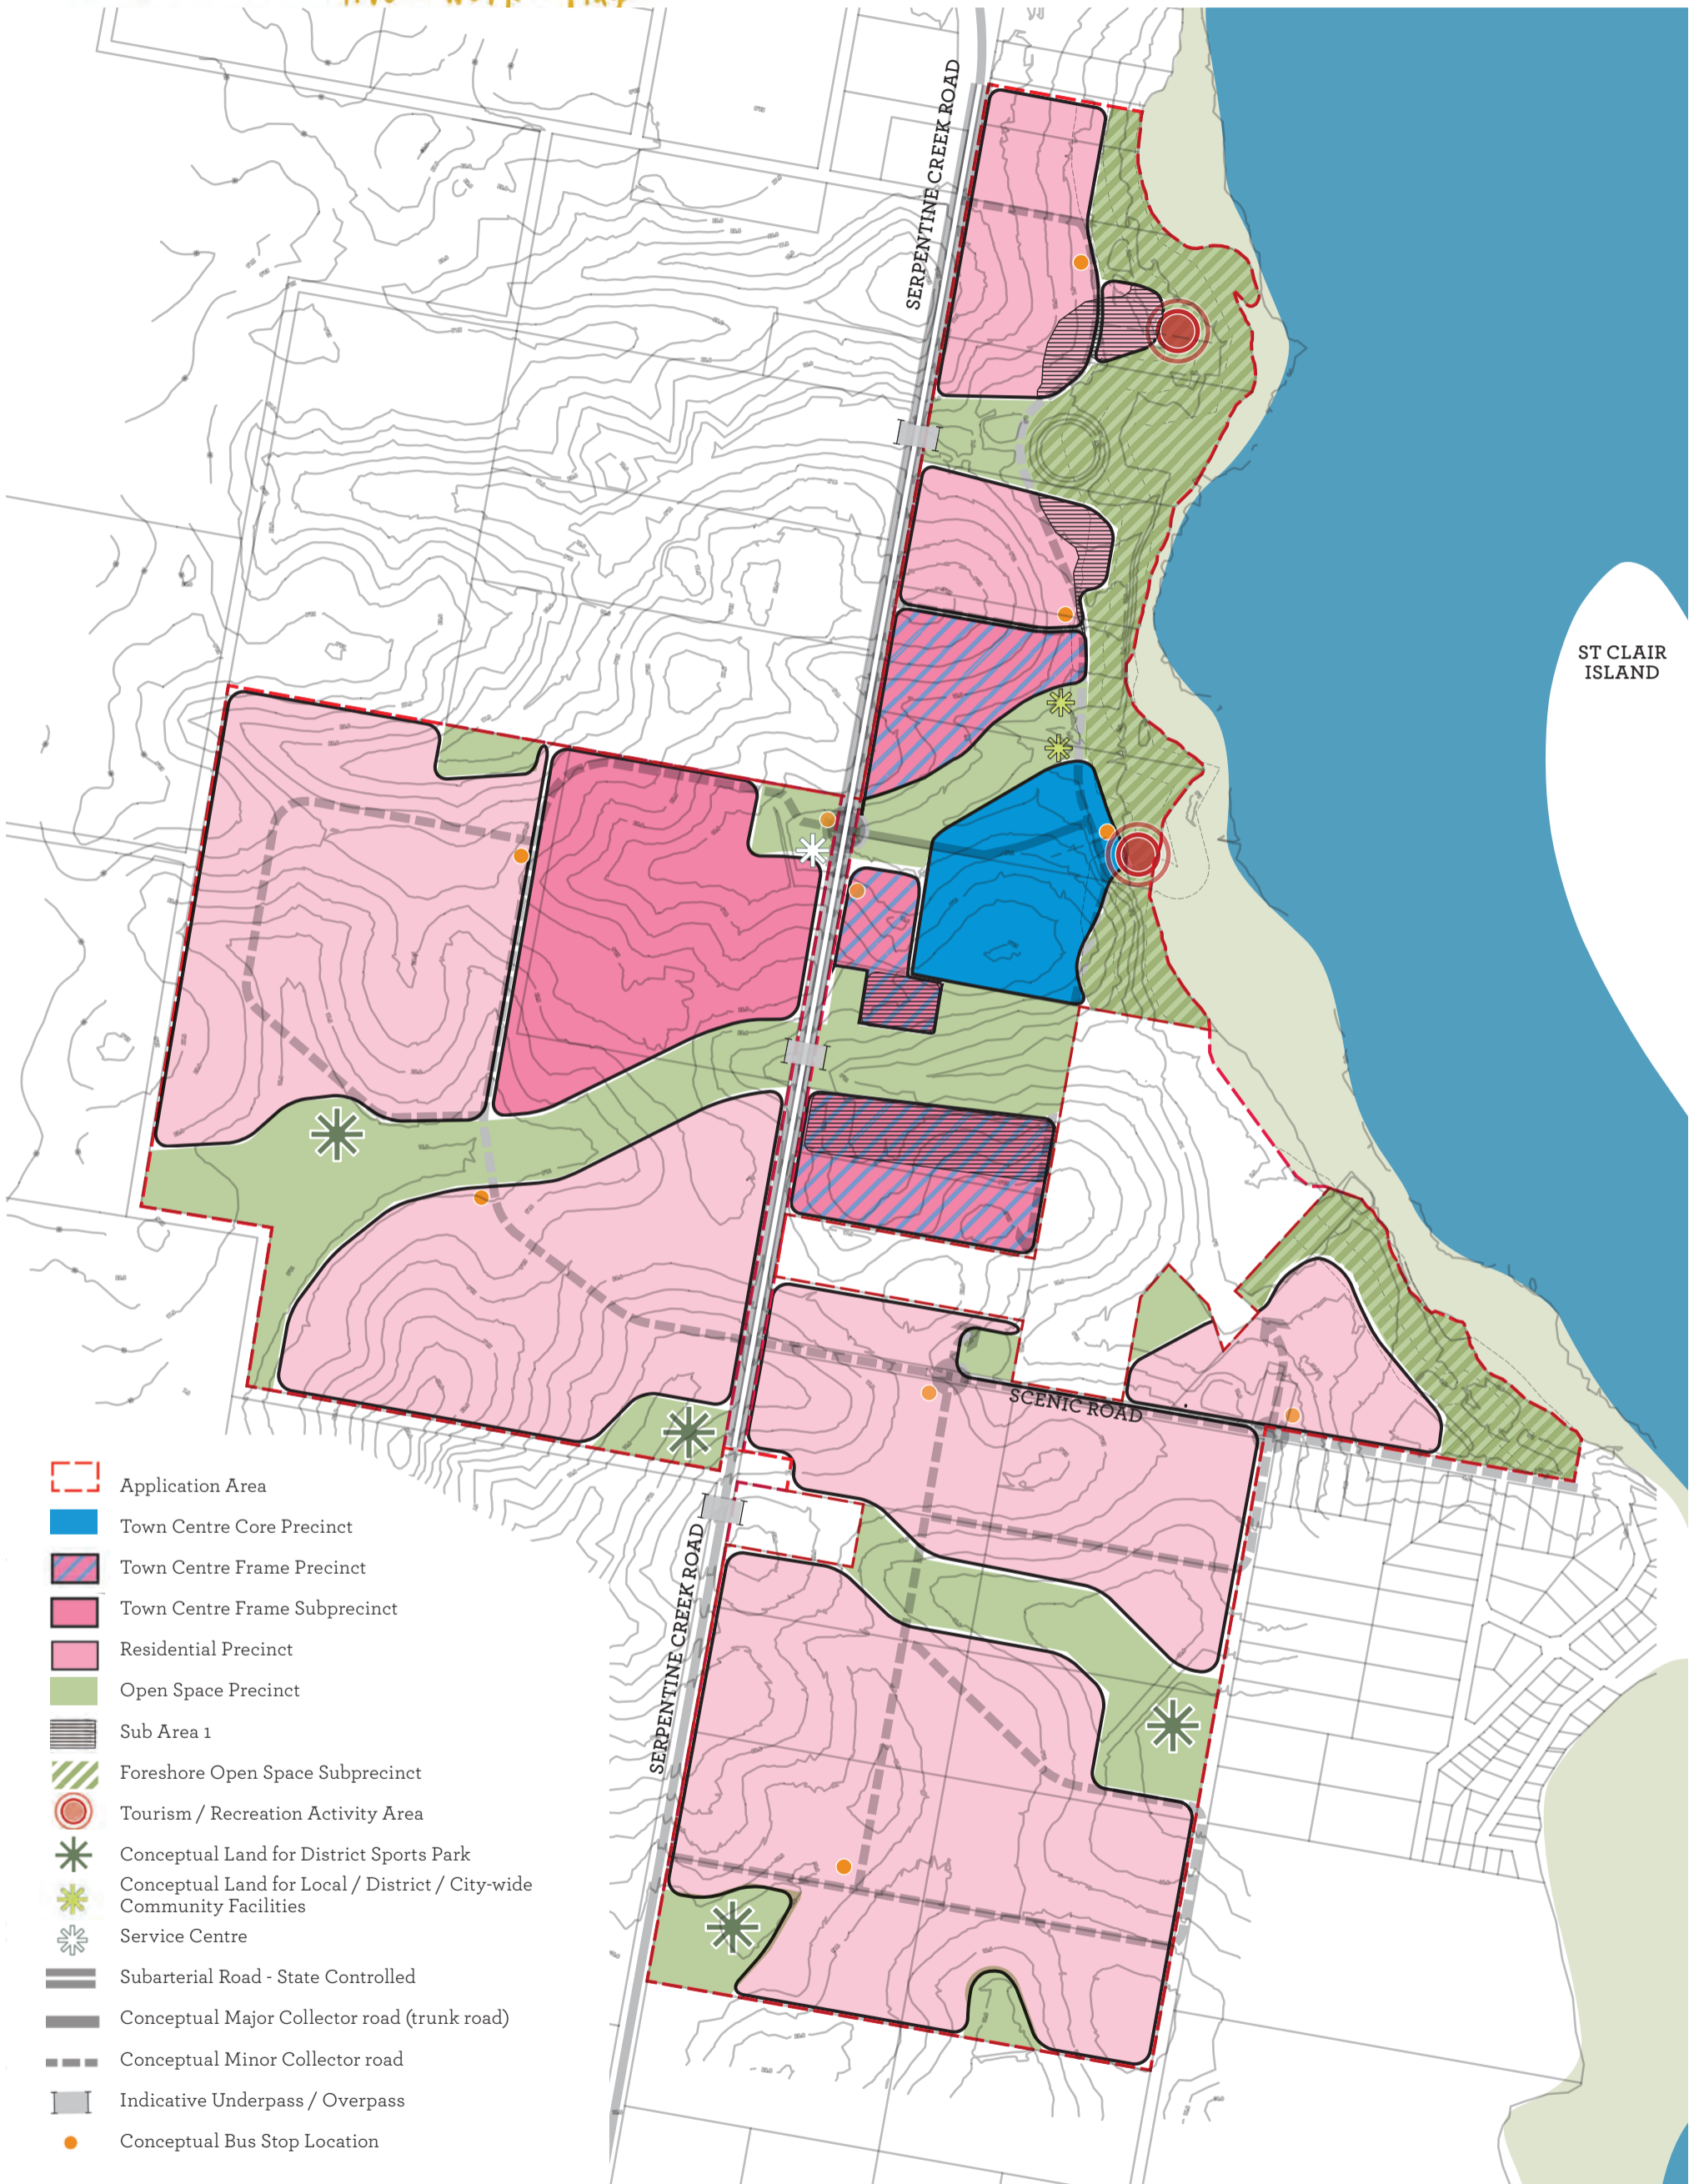 SERPENTINE CREEK ROAD
ST CLAIR
ISLAND
SCENIC ROAD
SERPENTINE CREEK ROAD
Application Area
Town Centre Core Precinct
Town Centre Frame Precinct
Town Centre Frame Subprecinct
Residential Precinct
Open Space Precinct
Sub Area 1
Foreshore Open Space Subprecinct
Tourism / Recreation Activity Area
Conceptual Land for District Sports Park
Conceptual Land for Local / District / City-wide
Community Facilities
Service Centre
Subarterial Road - State Controlled
Conceptual Major Collector road (trunk road)
Conceptual Minor Collector road
Indicative Underpass / Overpass
Conceptual Bus Stop Location